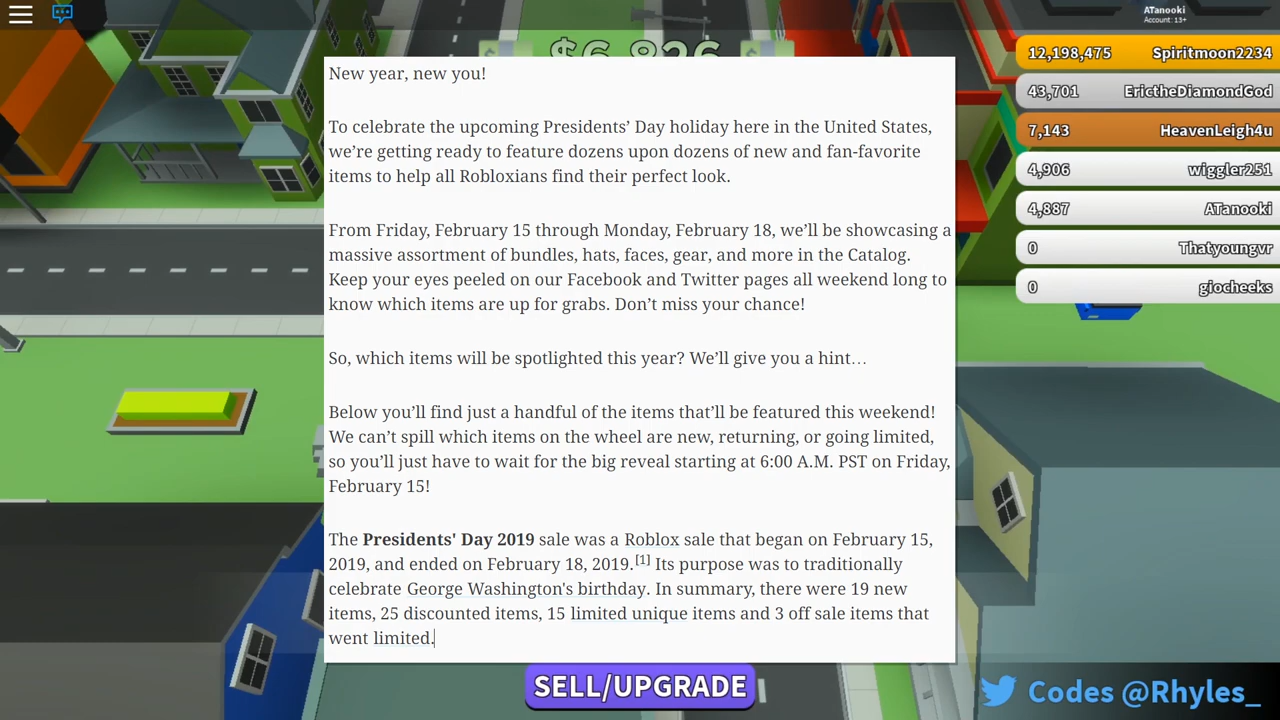 ATanooki
Account: 13+
$6,826
12,198,475 Spiritmoon2234
43,701 Eric​theDiamondGod
7,143 HeavenLeigh4u
4,906 wiggler251
4,887 ATanooki
0 Thatyoungvr
0 giocheeks
New year, new you!
To celebrate the upcoming Presidents’ Day holiday here in the United States,
we’re getting ready to feature dozens upon dozens of new and fan-favorite
items to help all Robloxians find their perfect look.
From Friday, February 15 through Monday, February 18, we’ll be showcasing a
massive assortment of bundles, hats, faces, gear, and more in the Catalog.
Keep your eyes peeled on our Facebook and Twitter pages all weekend long to
know which items are up for grabs. Don’t miss your chance!
So, which items will be spotlighted this year? We’ll give you a hint…
Below you’ll find just a handful of the items that’ll be featured this weekend!
We can’t spill which items on the wheel are new, returning, or going limited,
so you’ll just have to wait for the big reveal starting at 6:00 A.M. PST on Friday,
February 15!
The Presidents' Day 2019 sale was a Roblox sale that began on February 15,
2019, and ended on February 18, 2019.[1] Its purpose was to traditionally
celebrate George Washington's birthday. In summary, there were 19 new
items, 25 discounted items, 15 limited unique items and 3 off sale items that
went limited.
SELL/UPGRADE
Codes @Rhyles_